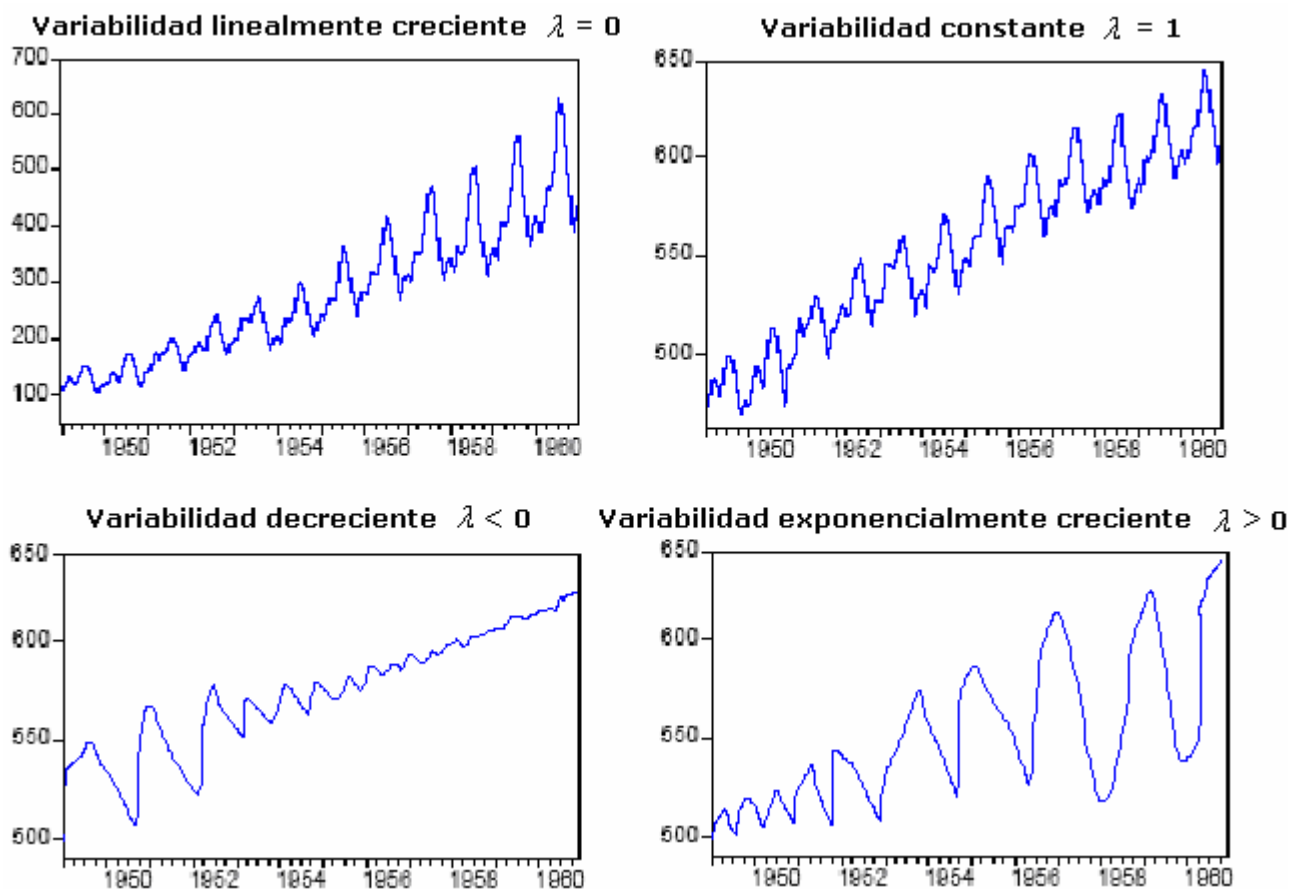 Variabilidad linealmente creciente λ = 0
700
600
500
400
300
200
100
1950 1952 1954 1956 1958 1960
Variabilidad constante λ = 1
650
600
550
500
1950 1952 1954 1956 1958 1960
Variabilidad decreciente λ < 0
650
600
550
500
1950 1952 1954 1956 1958 1960
Variabilidad exponencialmente creciente λ > 0
650
600
550
500
1950 1952 1954 1956 1958 1960